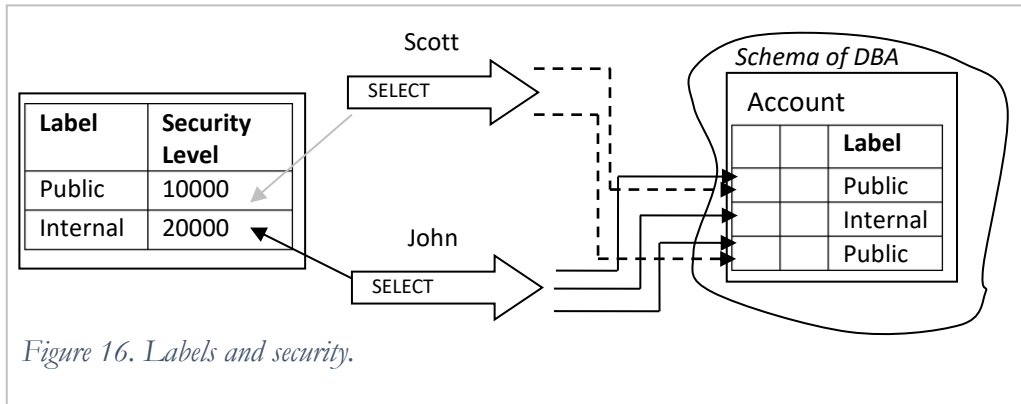 Scott
SELECT
Schema of DBA
Account
Label
Public
Internal
Public
Label Security
Level
Public 10000
Internal 20000
John
SELECT
Figure 16. Labels and security.